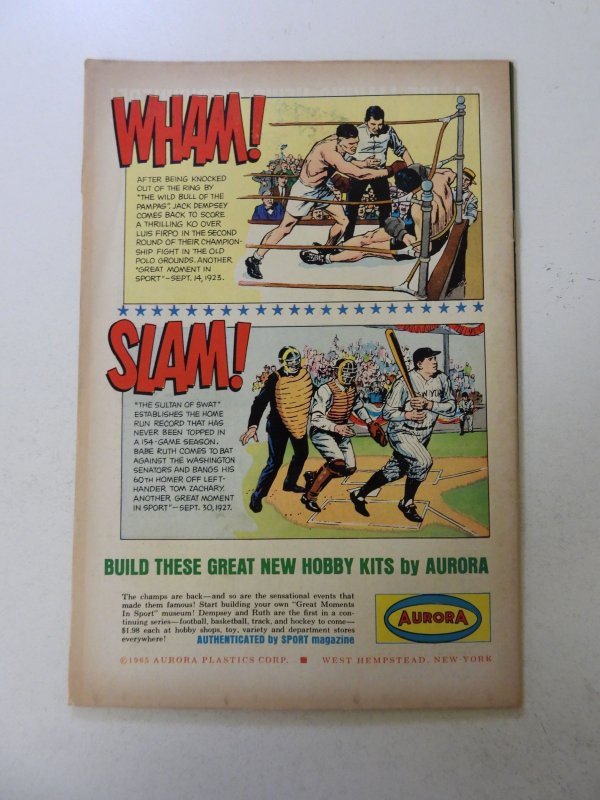 WHAM!
AFTER BEING KNOCKED
OUT OF THE RING BY
"THE WILD BULL OF THE
PAMPAS", JACK DEMPSEY
COMES BACK TO SCORE
A THRILLING KO OVER
LUIS FIRPO IN THE SECOND
ROUND OF THEIR CHAMPION-
SHIP FIGHT IN THE OLD
POLO GROUNDS. ANOTHER
"GREAT MOMENT IN
SPORT"—SEPT. 14, 1923.
SLAM!
"THE SULTAN OF SWAT"
ESTABLISHES THE HOME
RUN RECORD THAT HAS
NEVER BEEN TOPPED IN
A 154-GAME SEASON.
BABE RUTH COMES TO BAT
AGAINST THE WASHINGTON
SENATORS AND BANGS HIS
60TH HOMER OFF LEFT-
HANDER TOM ZACHARY.
ANOTHER, GREAT MOMENT
IN SPORT"—SEPT. 30, 1927.
BUILD THESE GREAT NEW HOBBY KITS by AURORA
The champs are back—and so are the sensational events that
made them famous! Start building your own "Great Moments
In Sport" museum! Dempsey and Ruth are the first in a con-
tinuing series—football, basketball, track, and hockey to come—
$1.98 each at hobby shops, toy, variety and department stores
everywhere! AUTHENTICATED by SPORT magazine
AURORA
©1965 AURORA PLASTICS CORP. ■ WEST HEMPSTEAD, NEW-YORK